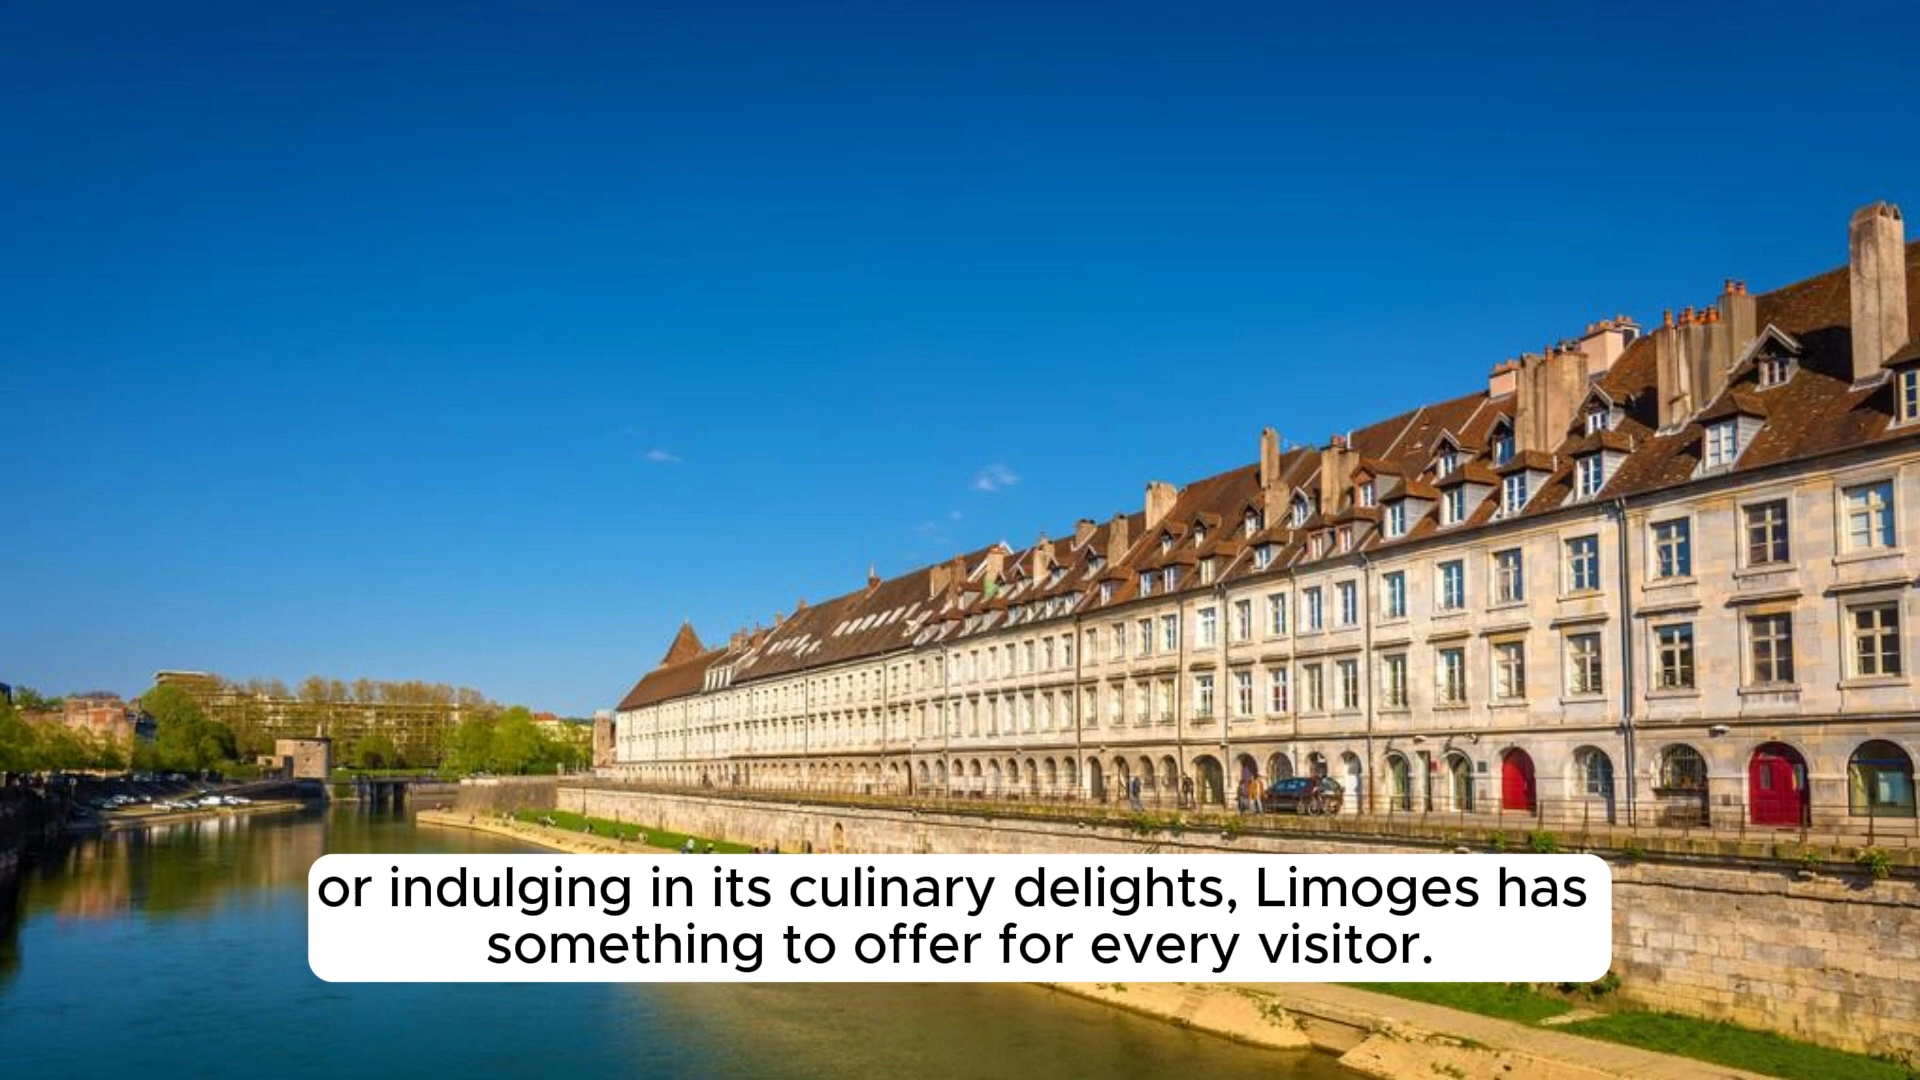 or indulging in its culinary delights, Limoges has
something to offer for every visitor.